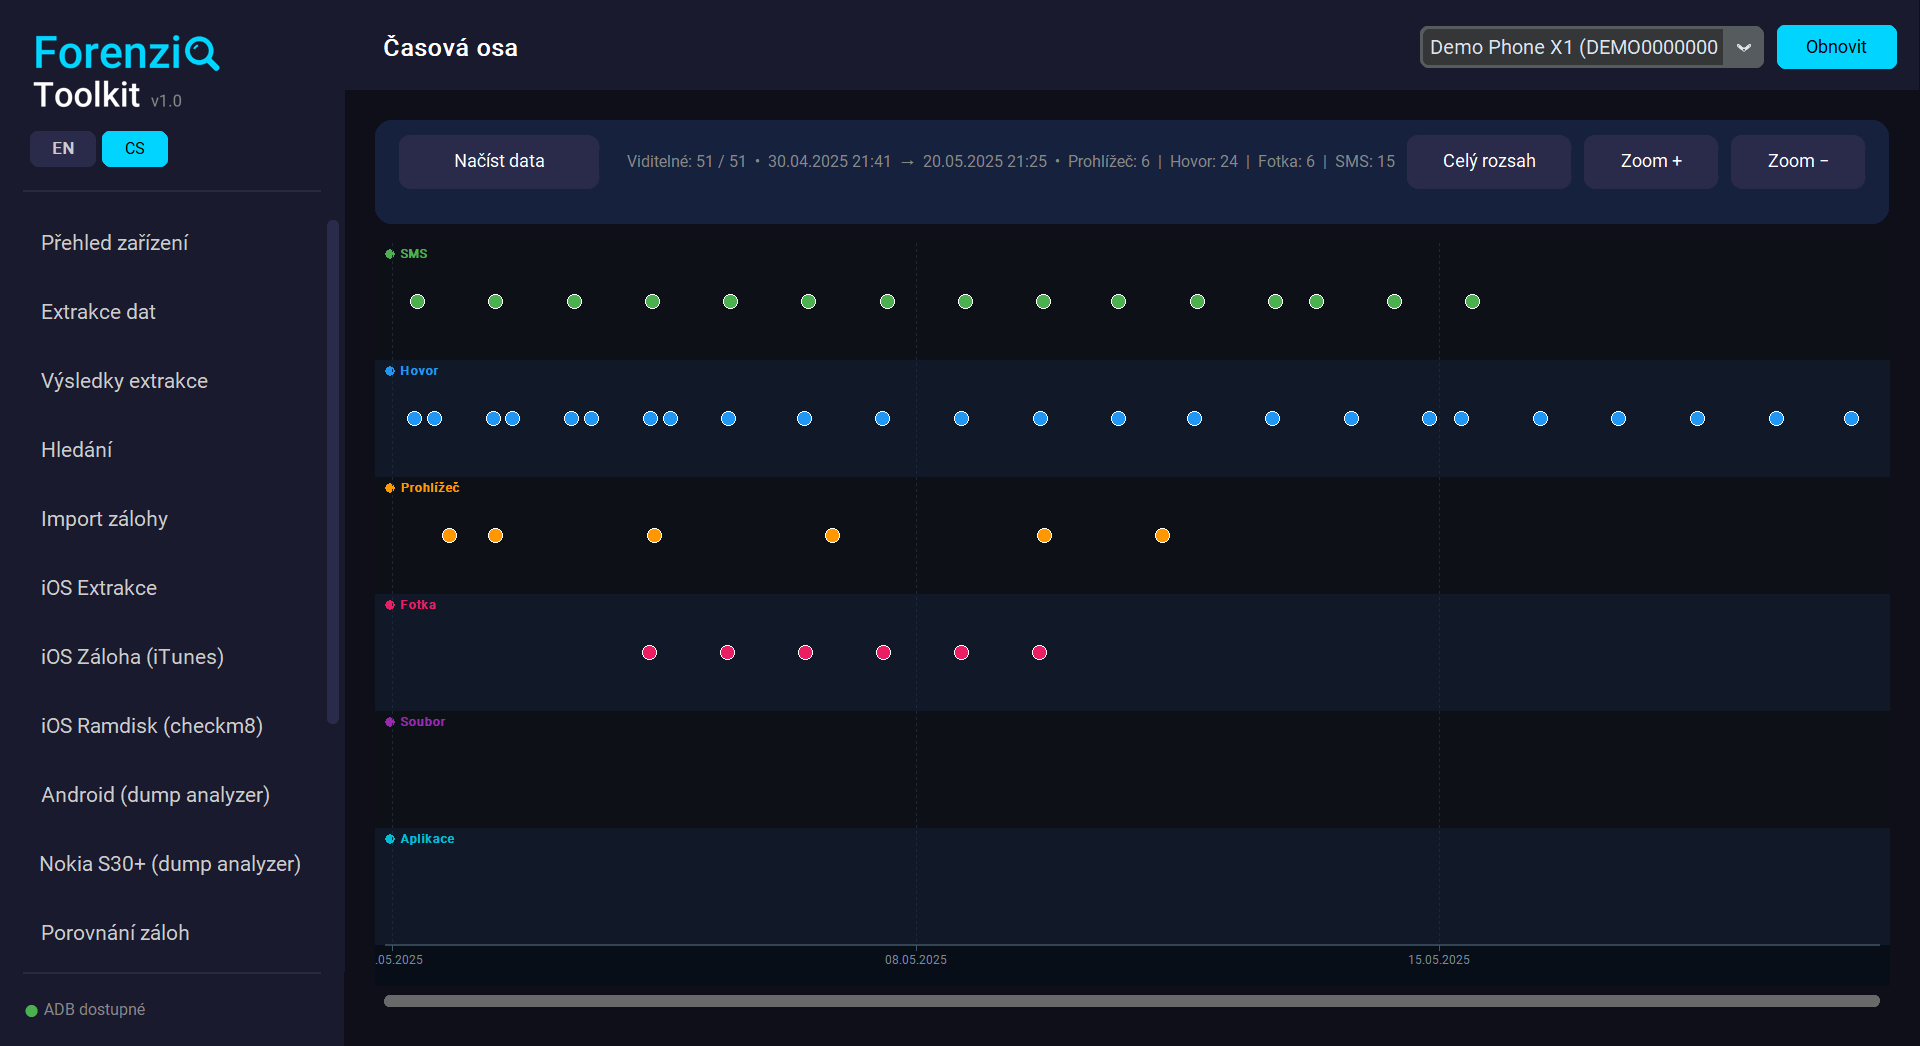 Forenzi
Toolkit v1.0
EN CS
Přehled zařízení
Extrakce dat
Výsledky extrakce
Hledání
Import zálohy
iOS Extrakce
iOS Záloha (iTunes)
iOS Ramdisk (checkm8)
Android (dump analyzer)
Nokia S30+ (dump analyzer)
Porovnání záloh
ADB dostupné
Časová osa
Demo Phone X1 (DEMO0000000
Obnovit
Načíst data
Viditelné: 51 / 51 • 30.04.2025 21:41 → 20.05.2025 21:25 • Prohlížeč: 6 | Hovor: 24 | Fotka: 6 | SMS: 15
Celý rozsah
Zoom +
Zoom −
SMS
Hovor
Prohlížeč
Fotka
Soubor
Aplikace
.05.2025 08.05.2025 15.05.2025